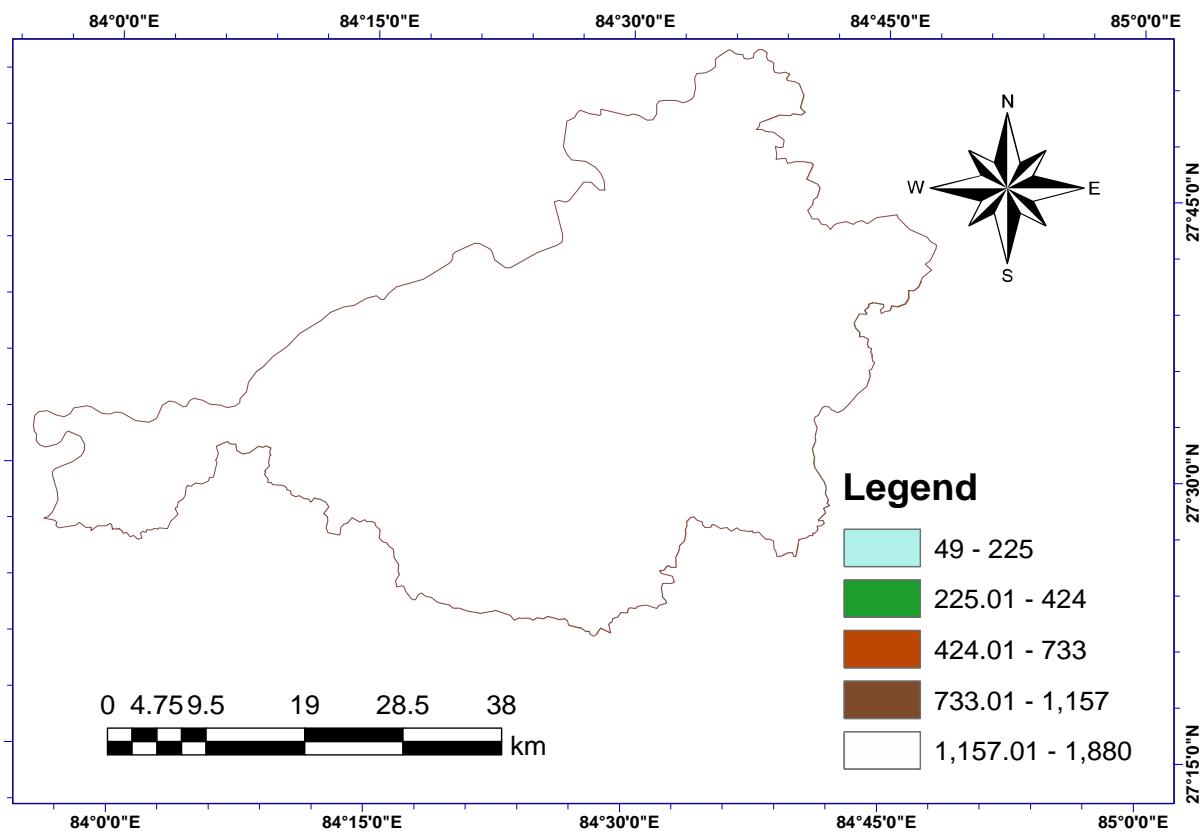 84°0'0"E 84°15'0"E 84°30'0"E 84°45'0"E 85°0'0"E
N
W E
S
27°45'0"N
27°30'0"N
27°15'0"N
Legend
49 - 225
225.01 - 424
424.01 - 733
733.01 - 1,157
1,157.01 - 1,880
0 4.75 9.5 19 28.5 38
km
84°0'0"E 84°15'0"E 84°30'0"E 84°45'0"E 85°0'0"E